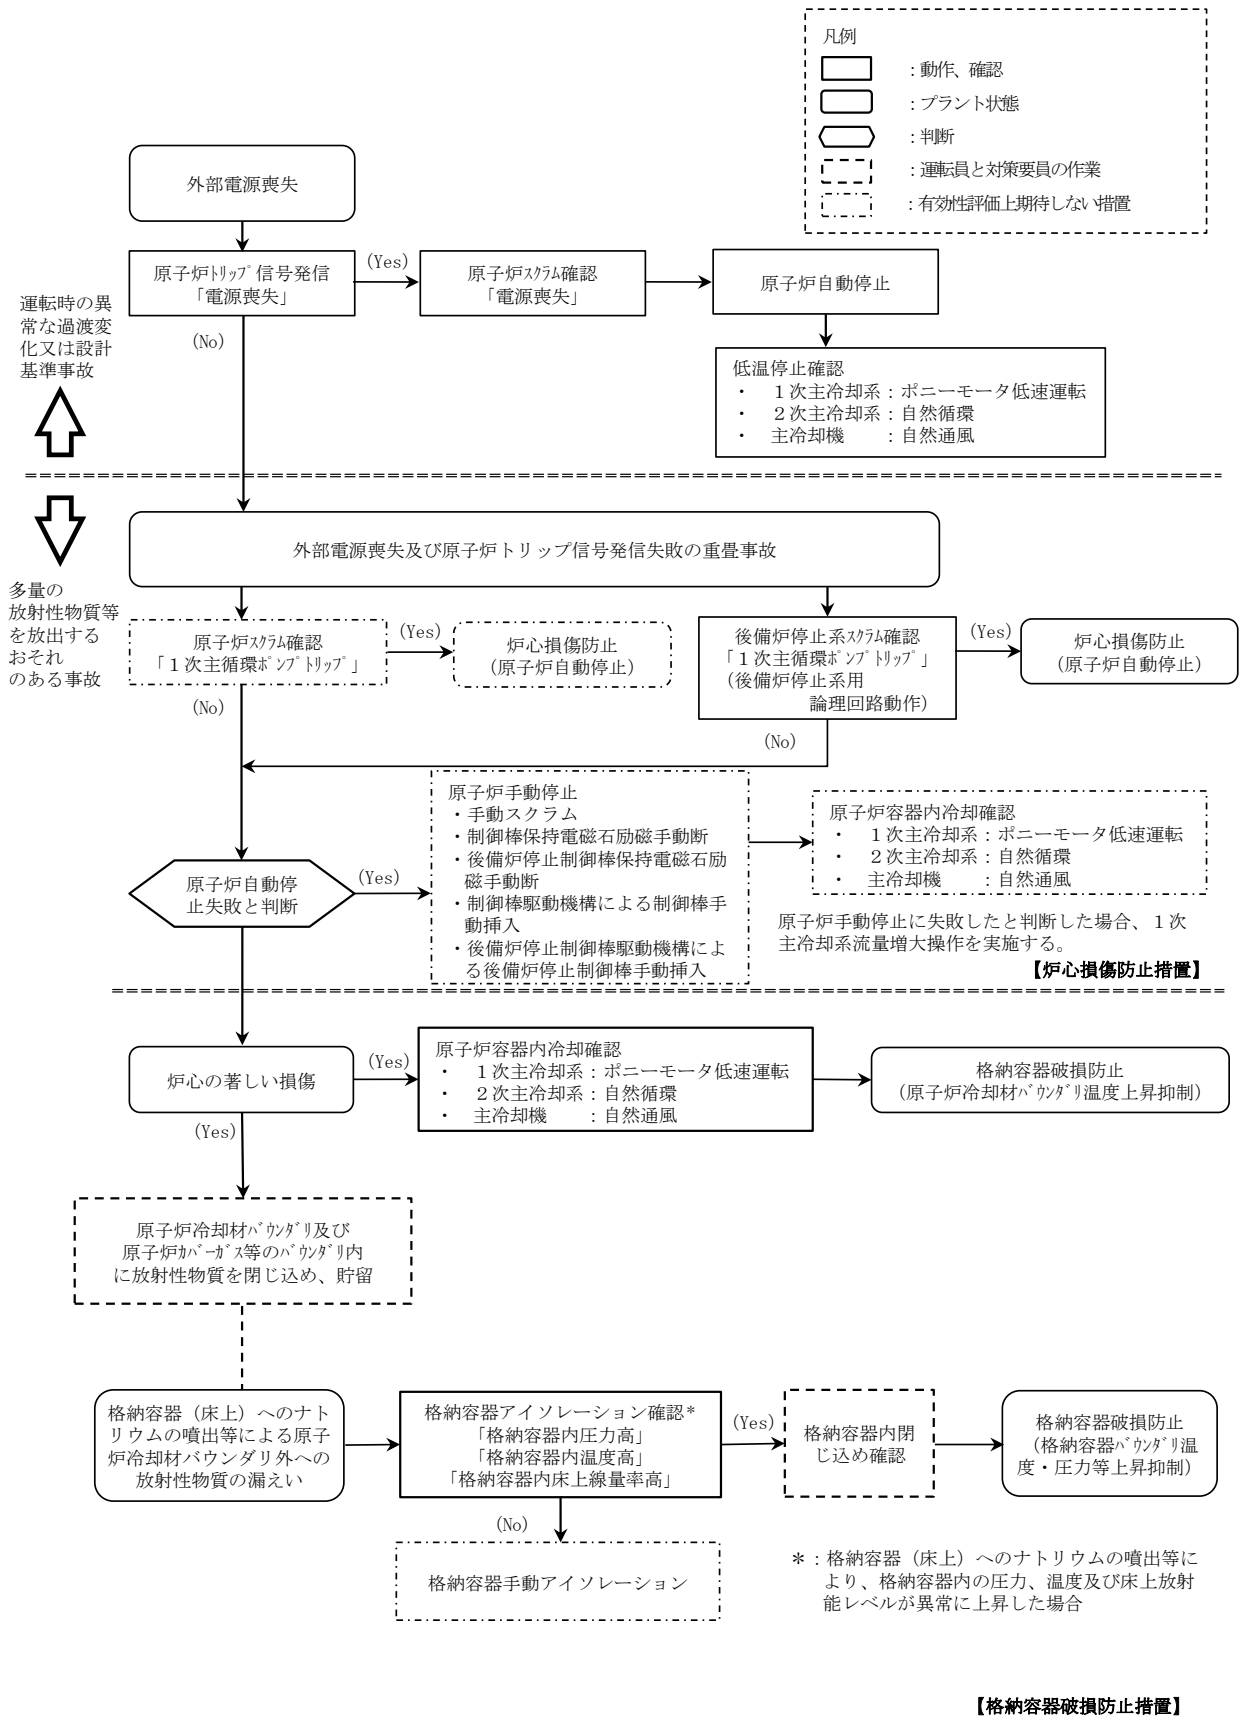 凡例
：動作、確認
：プラント状態
：判断
：運転員と対策要員の作業
：有効性評価上期待しない措置
外部電源喪失
原子炉ﾄﾘｯﾌﾟ信号発信
「電源喪失」
(Yes)
原子炉ｽｸﾗﾑ確認
「電源喪失」
原子炉自動停止
(No)
運転時の異
常な過渡変
化又は設計
基準事故
低温停止確認
・　１次主冷却系：ポニーモータ低速運転
・　２次主冷却系：自然循環
・　主冷却機　　：自然通風
外部電源喪失及び原子炉トリップ信号発信失敗の重畳事故
多量の
放射性物質等
を放出する
おそれ
のある事故
原子炉ｽｸﾗﾑ確認
「１次主循環ﾎﾟﾝﾌﾟﾄﾘｯﾌﾟ」
(Yes)
炉心損傷防止
（原子炉自動停止）
後備炉停止系ｽｸﾗﾑ確認
「１次主循環ﾎﾟﾝﾌﾟﾄﾘｯﾌﾟ」
（後備炉停止系用
論理回路動作）
(Yes)
炉心損傷防止
（原子炉自動停止）
(No)
(No)
原子炉手動停止
・手動スクラム
・制御棒保持電磁石励磁手動断
・後備炉停止制御棒保持電磁石励
磁手動断
・制御棒駆動機構による制御棒手
動挿入
・後備炉停止制御棒駆動機構によ
る後備炉停止制御棒手動挿入
原子炉容器内冷却確認
・　１次主冷却系：ポニーモータ低速運転
・　２次主冷却系：自然循環
・　主冷却機　　：自然通風
原子炉自動停
止失敗と判断
(Yes)
原子炉手動停止に失敗したと判断した場合、１次
主冷却系流量増大操作を実施する。
【炉心損傷防止措置】
炉心の著しい損傷
(Yes)
原子炉容器内冷却確認
・　１次主冷却系：ポニーモータ低速運転
・　２次主冷却系：自然循環
・　主冷却機　　：自然通風
格納容器破損防止
（原子炉冷却材ﾊﾞｳﾝﾀﾞﾘ温度上昇抑制）
(Yes)
原子炉冷却材ﾊﾞｳﾝﾀﾞﾘ及び
原子炉ｶﾊﾞｰｶﾞｽ等のﾊﾞｳﾝﾀﾞﾘ内
に放射性物質を閉じ込め、貯留
格納容器（床上）へのナト
リウムの噴出等による原子
炉冷却材バウンダリ外への
放射性物質の漏えい
格納容器アイソレーション確認*
「格納容器内圧力高」
「格納容器内温度高」
「格納容器内床上線量率高」
(Yes)
格納容器内閉
じ込め確認
格納容器破損防止
（格納容器ﾊﾞｳﾝﾀﾞﾘ温
度・圧力等上昇抑制）
(No)
格納容器手動アイソレーション
＊：格納容器（床上）へのナトリウムの噴出等に
より、格納容器内の圧力、温度及び床上放射
能レベルが異常に上昇した場合
【格納容器破損防止措置】